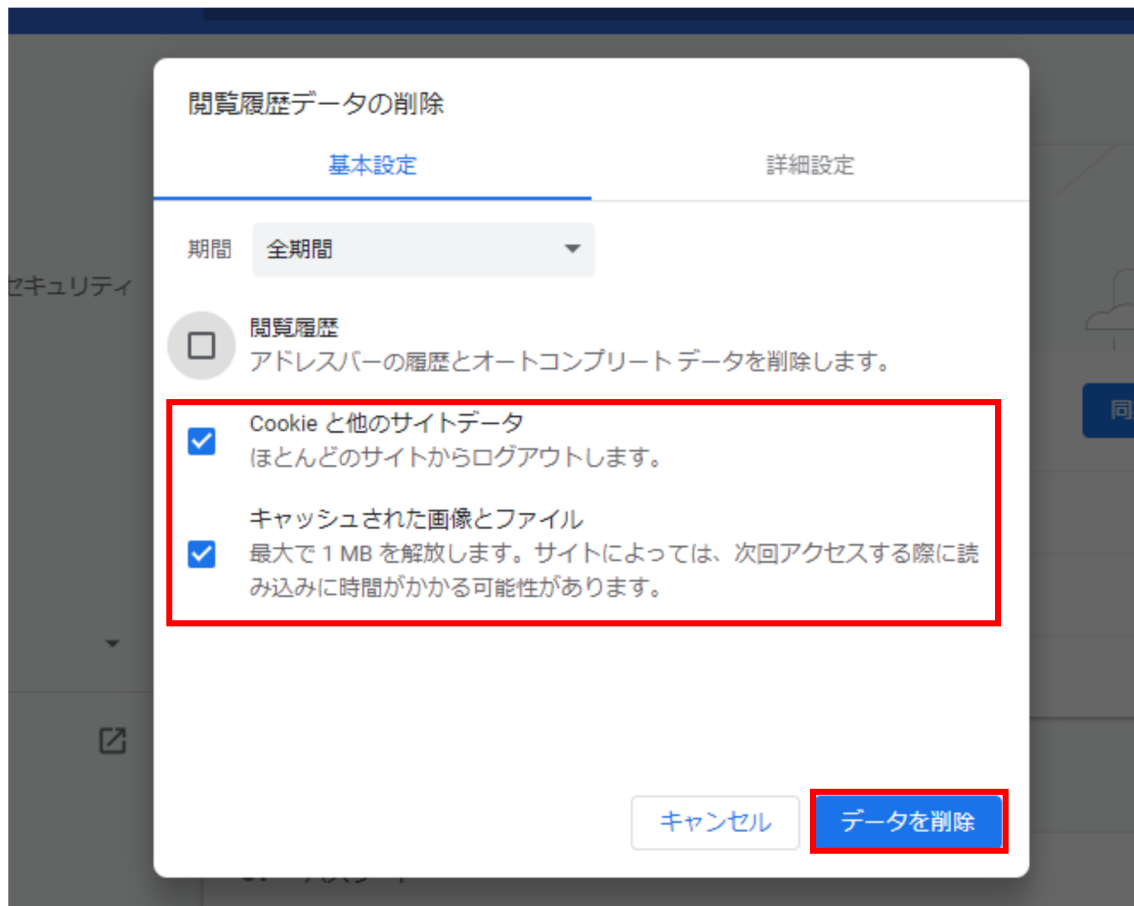 閲覧履歴データの削除
基本設定 詳細設定
期間 全期間
セキュリティ
閲覧履歴
アドレスバーの履歴とオートコンプリート データを削除します。
同
Cookie と他のサイトデータ
ほとんどのサイトからログアウトします。
キャッシュされた画像とファイル
最大で 1 MB を解放します。サイトによっては、次回アクセスする際に読
み込みに時間がかかる可能性があります。
キャンセル データを削除